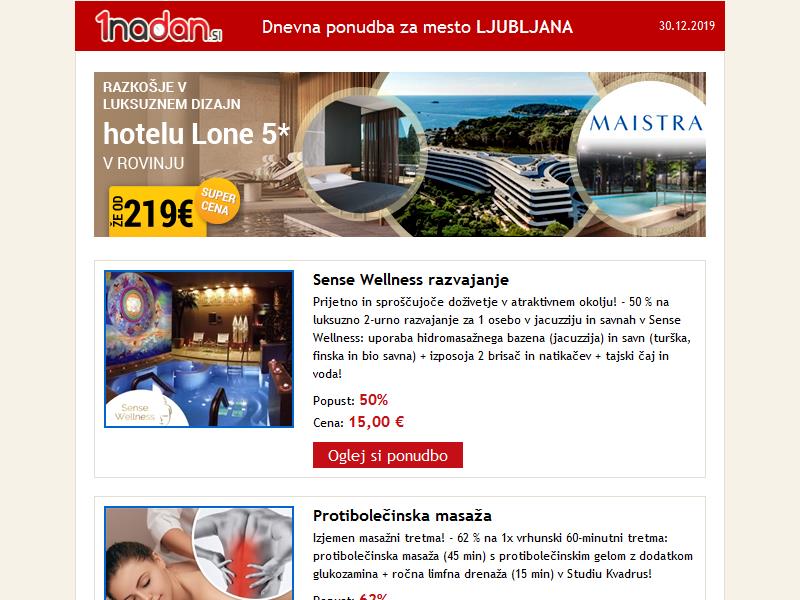 1nadan.SI
Dnevna ponudba za mesto LJUBLJANA
30.12.2019
RAZKOŠJE V
LUKSUZNEM DIZAJN
hotelu Lone 5*
V ROVINJU
ŽE OD 219€
SUPER
CENA
MAISTRA
Sense Wellness razvajanje
Prijetno in sproščujoče doživetje v atraktivnem okolju! - 50 % na
luksuzno 2-urno razvajanje za 1 osebo v jacuzziju in savnah v Sense
Wellness: uporaba hidromasažnega bazena (jacuzzija) in savn (turška,
finska in bio savna) + izposoja 2 brisač in natikačev + tajski čaj in
voda!
Popust: 50%
Cena: 15,00 €
Oglej si ponudbo
Sense
Wellness
Protibolečinska masaža
Izjemen masažni tretma! - 62 % na 1x vrhunski 60-minutni tretma:
protibolečinska masaža (45 min) s protibolečinskim gelom z dodatkom
glukozamina + ročna limfna drenaža (15 min) v Studiu Kvadrus!
Popust: 62%